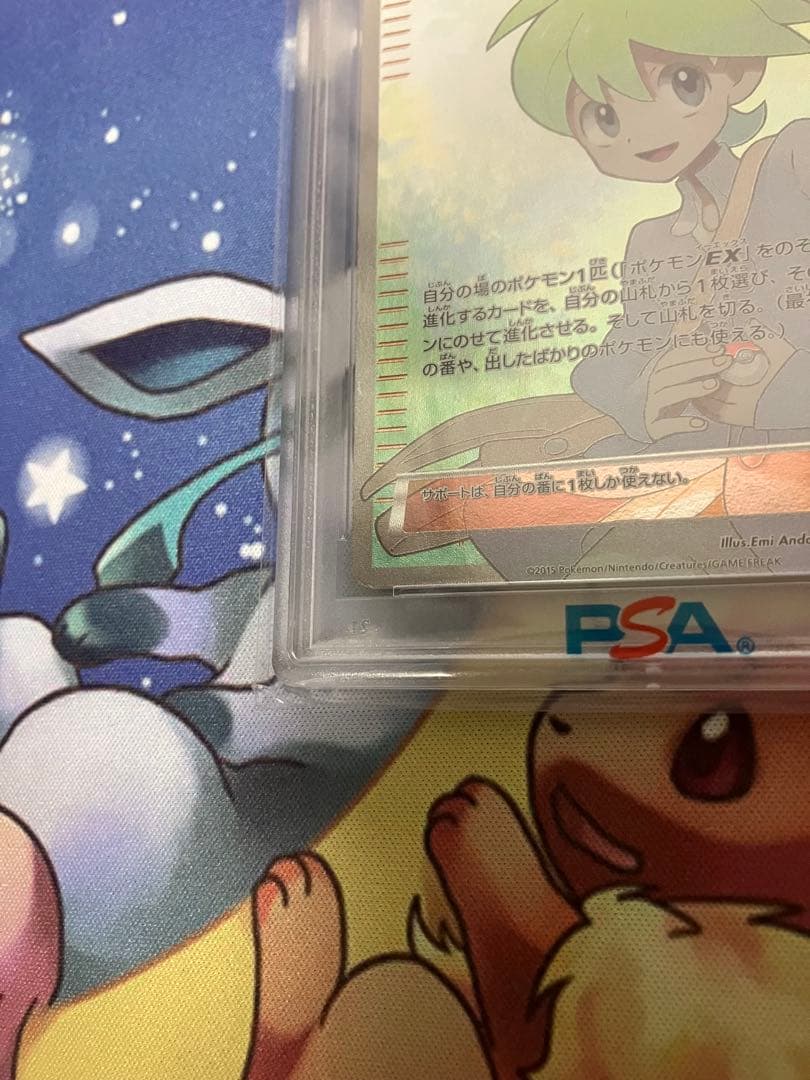 自分の場のポケモン1匹(「ポケモンEX」をのぞ
進化するカードを、自分の山札から1枚選び、そ
ンにのせて進化させる。そして山札を切る。(最
の番や、出したばかりのポケモンにも使える。)
サポートは、自分の番に1枚しか使えない。
Illus.Emi Ando
©2015 Pokémon/Nintendo/Creatures/GAME FREAK
PSA®